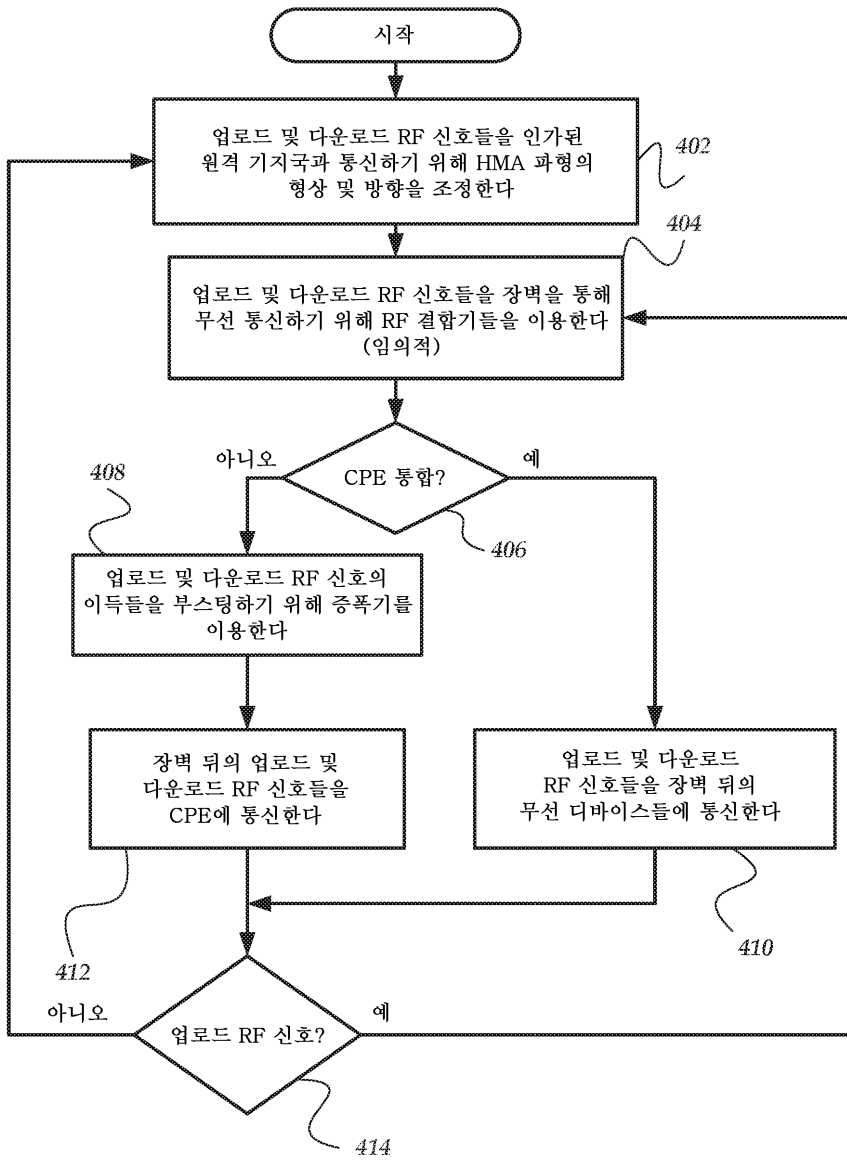 시작
업로드 및 다운로드 RF 신호들을 인가된
원격 기지국과 통신하기 위해 HMA 파형의
형상 및 방향을 조정한다
402
404
업로드 및 다운로드 RF 신호들을 장벽을 통해
무선 통신하기 위해 RF 결합기들을 이용한다
(임의적)
아니오
예
CPE 통합?
406
408
업로드 및 다운로드 RF 신호의
이득들을 부스팅하기 위해 증폭기를
이용한다
장벽 뒤의 업로드 및
다운로드 RF 신호들을
CPE에 통신한다
412
업로드 및 다운로드
RF 신호들을 장벽 뒤의
무선 디바이스들에 통신한다
410
아니오
예
업로드 RF 신호?
414